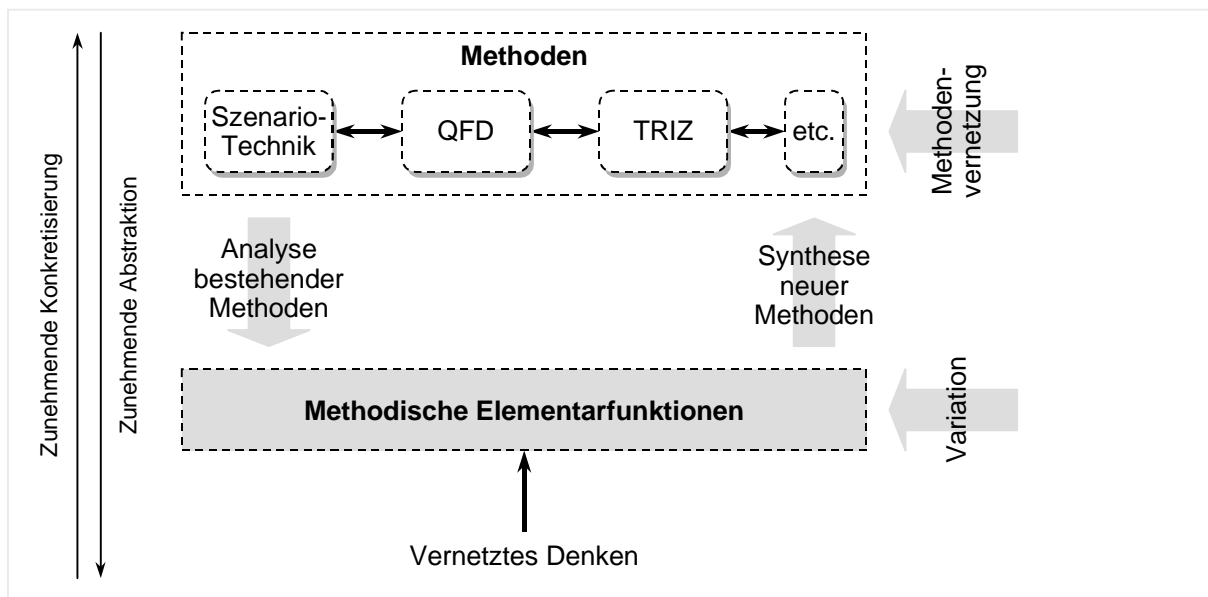 Methoden
Szenario-
Technik
QFD
TRIZ
etc.
Methoden-
vernetzung
Zunehmende Konkretisierung
Zunehmende Abstraktion
Analyse
bestehender
Methoden
Synthese
neuer
Methoden
Methodische Elementarfunktionen
Variation
Vernetztes Denken